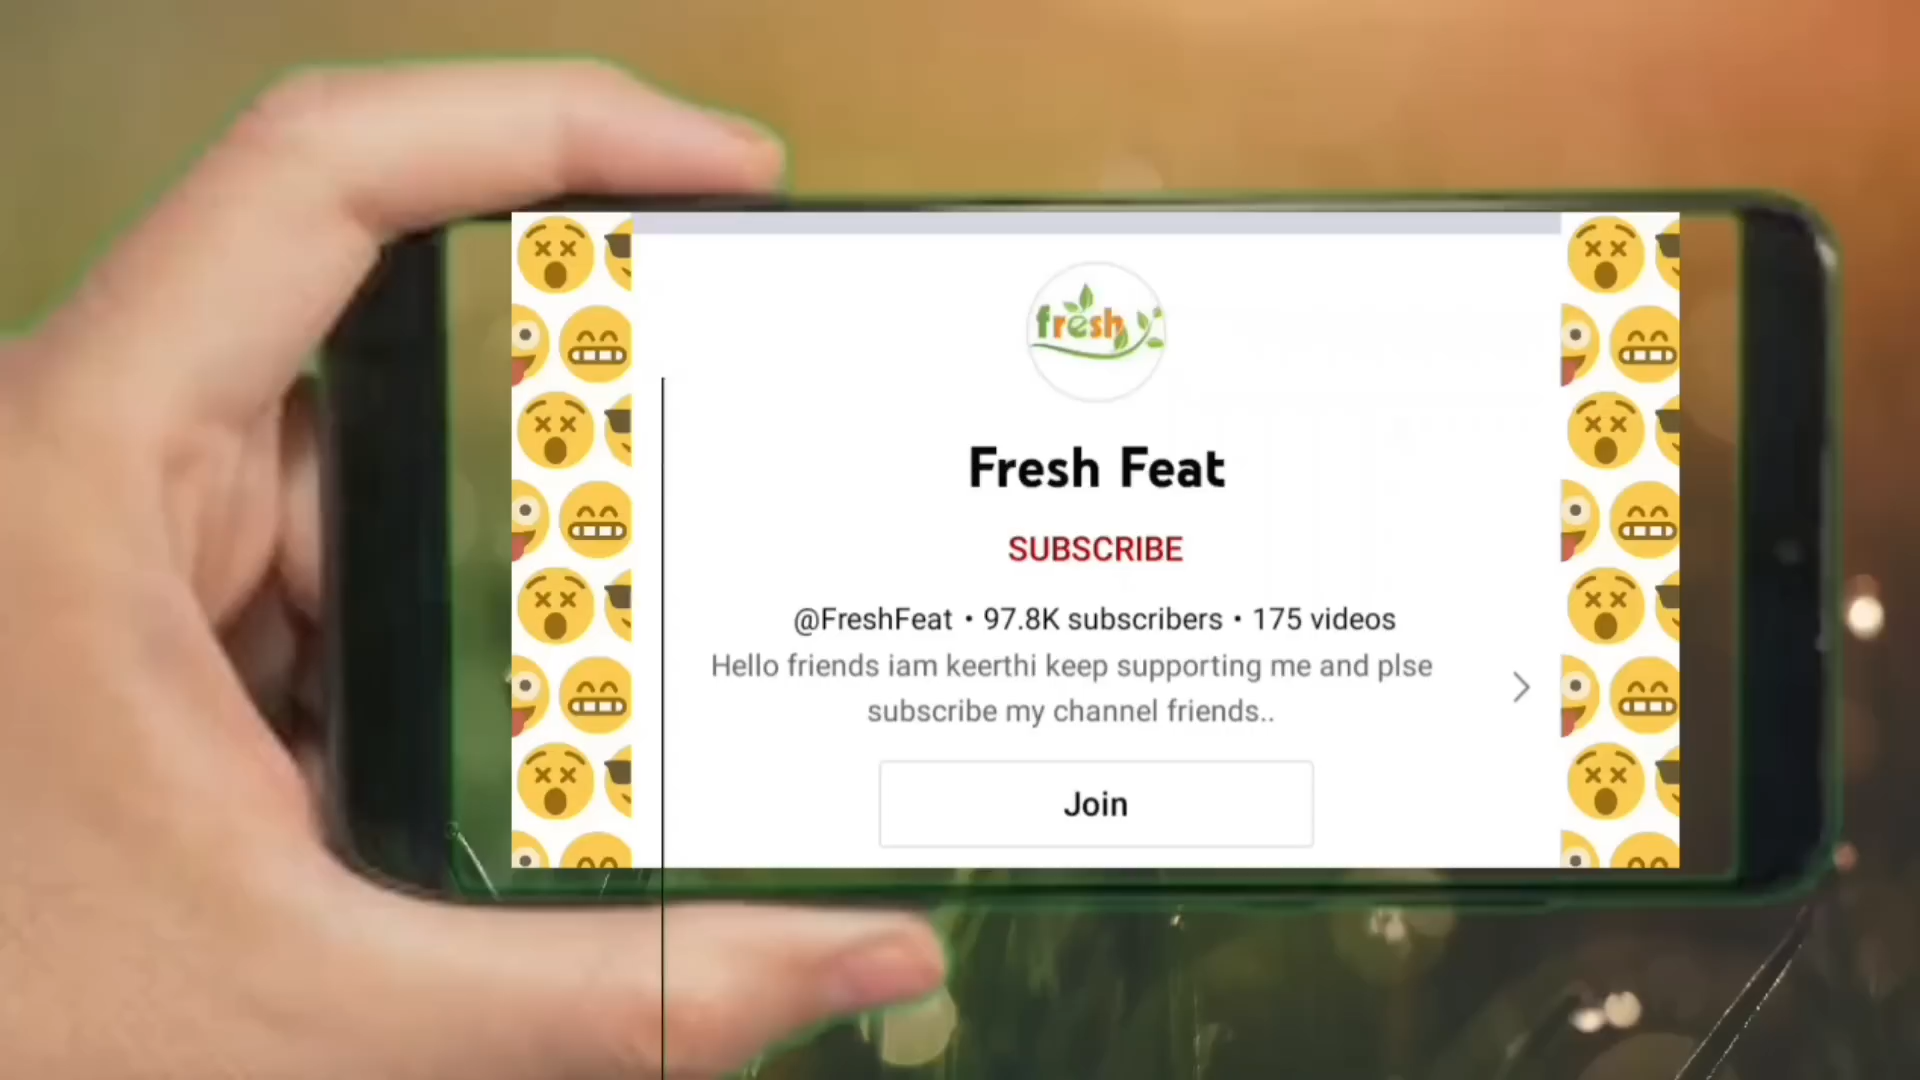 fresh
Fresh Feat
SUBSCRIBE
@FreshFeat • 97.8K subscribers • 175 videos
Hello friends iam keerthi keep supporting me and plse
subscribe my channel friends..
Join